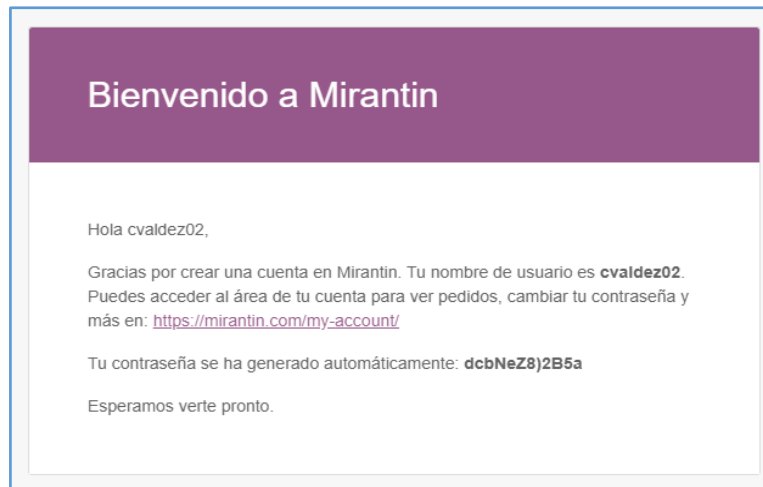 Bienvenido a Mirantin
Hola cvaldez02,
Gracias por crear una cuenta en Mirantin. Tu nombre de usuario es cvaldez02.
Puedes acceder al área de tu cuenta para ver pedidos, cambiar tu contraseña y
más en: https://mirantin.com/my-account/
Tu contraseña se ha generado automáticamente: dcbNeZ8)2B5a
Esperamos verte pronto.